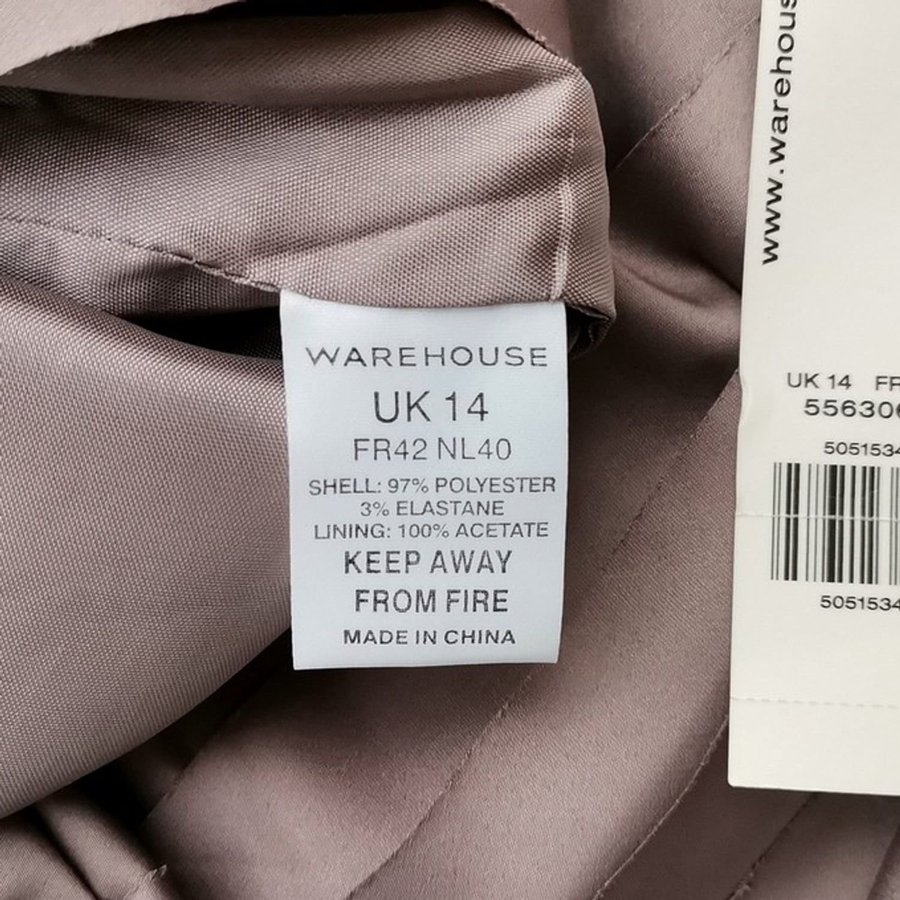 WAREHOUSE
UK 14
FR42 NL40
SHELL: 97% POLYESTER
3% ELASTANE
LINING: 100% ACETATE
KEEP AWAY
FROM FIRE
MADE IN CHINA
www.warehous
UK 14 FR
55630
5051534
5051534